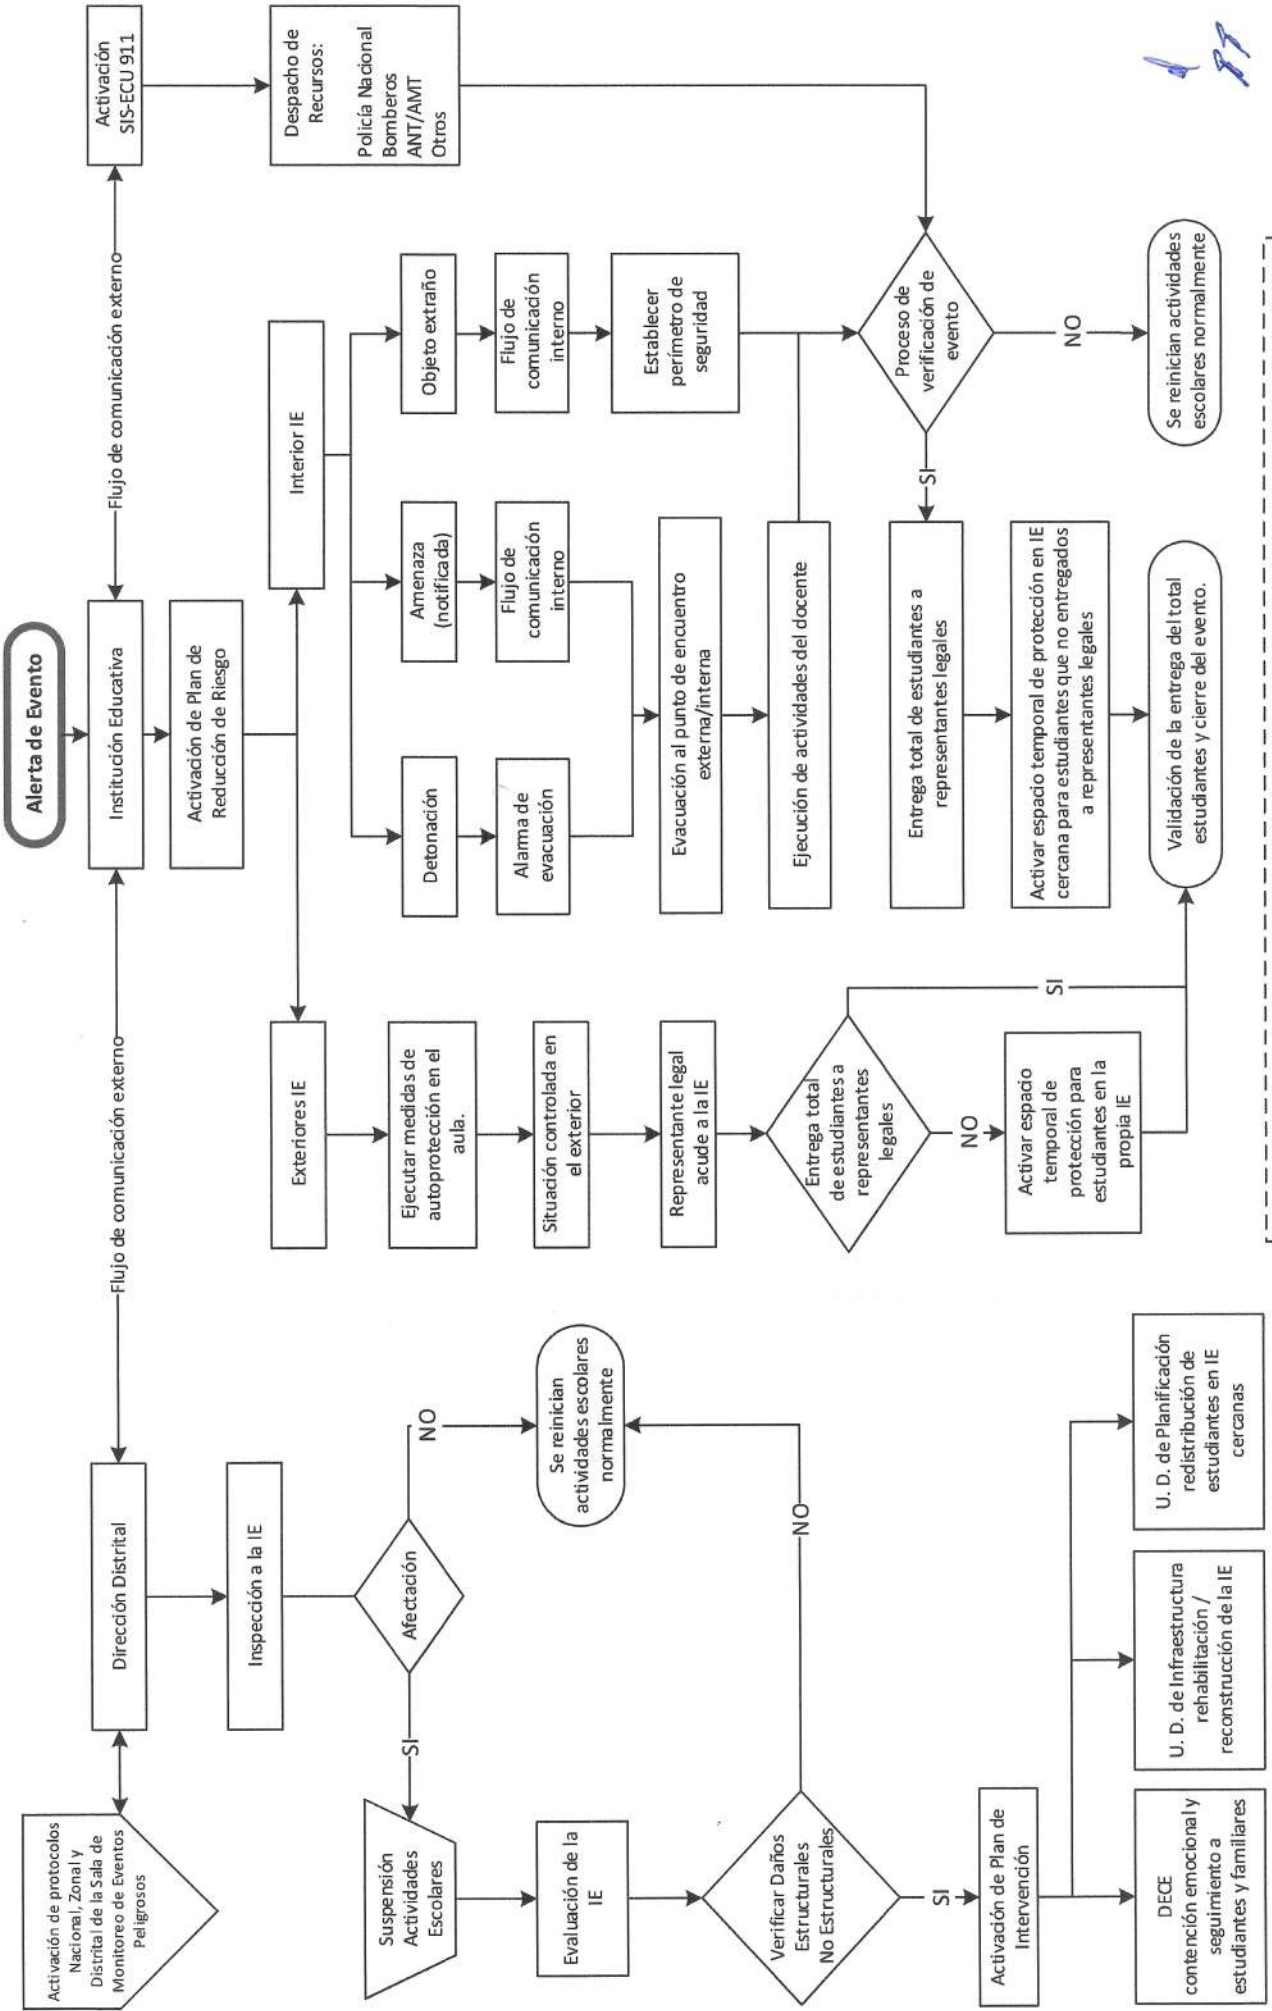 Alerta de Evento
Activación de protocolos
Nacional, Zonal y
Distrital de la Sala de
Monitoreo de Eventos
Peligrosos
Dirección Distrital
Flujo de comunicación externo
Institución Educativa
Flujo de comunicación externo
Activación
SIS-ECU 911
Inspección a la IE
Activación de Plan de
Reducción de Riesgo
Despacho de
Recursos:
Policía Nacional
Bomberos
ANT/AMT
Otros
Afectación
NO
SI
Se reinician
actividades escolares
normalmente
Suspensión
Actividades
Escolares
Evaluación de la
IE
Verificar Daños
Estructurales
No Estructurales
NO
SI
Activación de Plan de
Intervención
DECE
contención emocional y
seguimiento a
estudiantes y familiares
U. D. de Infraestructura
rehabilitación /
reconstrucción de la IE
U. D. de Planificación
redistribución de
estudiantes en IE
cercanas
Exteriores IE
Ejecutar medidas de
autoprotección en el
aula.
Situación controlada en
el exterior
Representante legal
acude a la IE
Entrega total
de estudiantes a
representantes
legales
SI
NO
Activar espacio
temporal de
protección para
estudiantes en la
propia IE
Interior IE
Detonación
Alarma de
evacuación
Amenaza
(notificada)
Flujo de
comunicación
interno
Objeto extraño
Flujo de
comunicación
interno
Establecer
perímetro de
seguridad
Evacuación al punto de encuentro
externa/interna
Ejecución de actividades del docente
Proceso de
verificación de
evento
SI
NO
Entrega total de estudiantes a
representantes legales
Activar espacio temporal de protección en IE
cercana para estudiantes que no entregados
a representantes legales
Validación de la entrega del total
estudiantes y cierre del evento.
Se reinician actividades
escolares normalmente